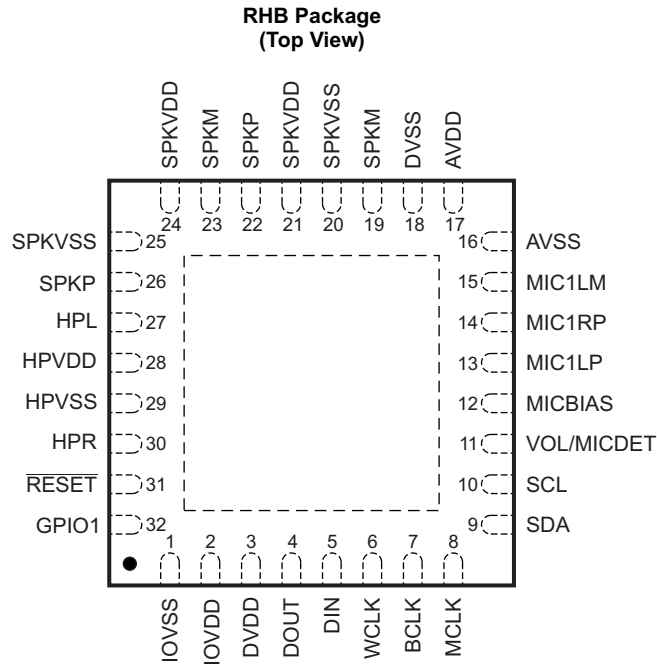 RHB Package
(Top View)
SPKVDD
SPKM
SPKP
SPKVDD
SPKVSS
SPKM
DVSS
AVDD
24 23 22 21 20 19 18 17
SPKVSS 25 16 AVSS
SPKP 26 15 MIC1LM
HPL 27 14 MIC1RP
HPVDD 28 13 MIC1LP
HPVSS 29 12 MICBIAS
HPR 30 11 VOL/MICDET
RESET 31 10 SCL
GPIO1 32 9 SDA
1 2 3 4 5 6 7 8
IOVSS
IOVDD
DVDD
DOUT
DIN
WCLK
BCLK
MCLK